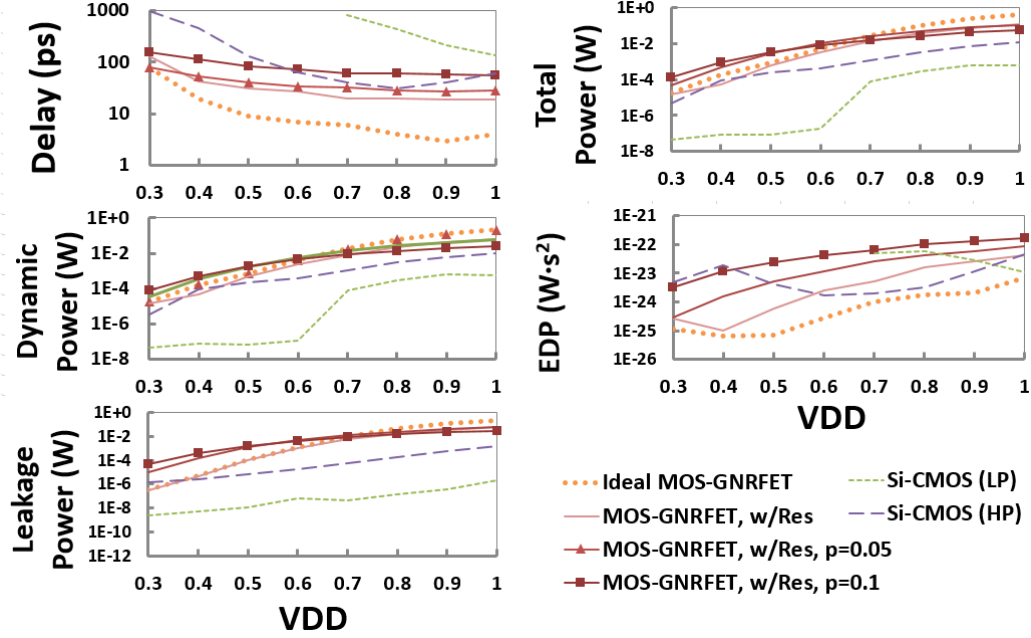 Delay (ps)
1000
100
10
1
0.3 0.4 0.5 0.6 0.7 0.8 0.9 1
Total
Power (W)
1E+0
1E-2
1E-4
1E-6
1E-8
0.3 0.4 0.5 0.6 0.7 0.8 0.9 1
Dynamic
Power (W)
1E+0
1E-2
1E-4
1E-6
1E-8
0.3 0.4 0.5 0.6 0.7 0.8 0.9 1
EDP (W·s²)
1E-21
1E-22
1E-23
1E-24
1E-25
1E-26
0.3 0.4 0.5 0.6 0.7 0.8 0.9 1
VDD
Leakage
Power (W)
1E+0
1E-2
1E-4
1E-6
1E-8
1E-10
1E-12
0.3 0.4 0.5 0.6 0.7 0.8 0.9 1
VDD
Ideal MOS-GNRFET
MOS-GNRFET, w/Res
MOS-GNRFET, w/Res, p=0.05
MOS-GNRFET, w/Res, p=0.1
Si-CMOS (LP)
Si-CMOS (HP)